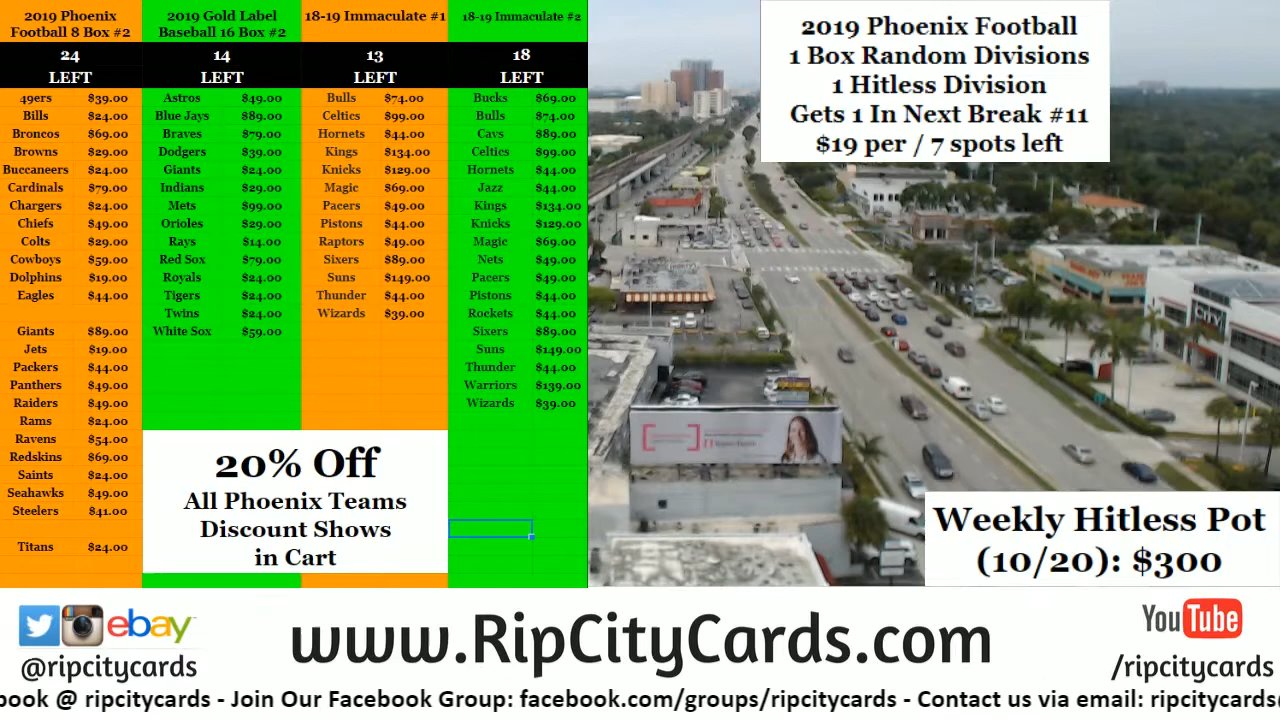 2019 Phoenix
Football 8 Box #2
24
LEFT
49ers $39.00
Bills $24.00
Broncos $69.00
Browns $29.00
Buccaneers $24.00
Cardinals $79.00
Chargers $24.00
Chiefs $49.00
Colts $29.00
Cowboys $59.00
Dolphins $19.00
Eagles $44.00
Giants $89.00
Jets $19.00
Packers $44.00
Panthers $49.00
Raiders $49.00
Rams $24.00
Ravens $54.00
Redskins $69.00
Saints $24.00
Seahawks $49.00
Steelers $41.00
Titans $24.00
2019 Gold Label
Baseball 16 Box #2
14
LEFT
Astros $49.00
Blue Jays $89.00
Braves $79.00
Dodgers $39.00
Giants $24.00
Indians $29.00
Mets $99.00
Orioles $29.00
Rays $14.00
Red Sox $79.00
Royals $24.00
Tigers $24.00
Twins $24.00
White Sox $59.00
18-19 Immaculate #1
13
LEFT
Bulls $74.00
Celtics $99.00
Hornets $44.00
Kings $134.00
Knicks $129.00
Magic $69.00
Pacers $49.00
Pistons $44.00
Raptors $49.00
Sixers $89.00
Suns $149.00
Thunder $44.00
Wizards $39.00
18-19 Immaculate #2
18
LEFT
Bucks $69.00
Bulls $74.00
Cavs $89.00
Celtics $99.00
Hornets $44.00
Jazz $44.00
Kings $134.00
Knicks $129.00
Magic $69.00
Nets $49.00
Pacers $49.00
Pistons $44.00
Rockets $44.00
Sixers $89.00
Suns $149.00
Thunder $44.00
Warriors $139.00
Wizards $39.00
20% Off
All Phoenix Teams
Discount Shows
in Cart
2019 Phoenix Football
1 Box Random Divisions
1 Hitless Division
Gets 1 In Next Break #11
$19 per / 7 spots left
CITY
Weekly Hitless Pot
(10/20): $300
ebay
@ripcitycards
www.RipCityCards.com
YouTube
/ripcitycards
book @ ripcitycards - Join Our Facebook Group: facebook.com/groups/ripcitycards - Contact us via email: ripcitycards